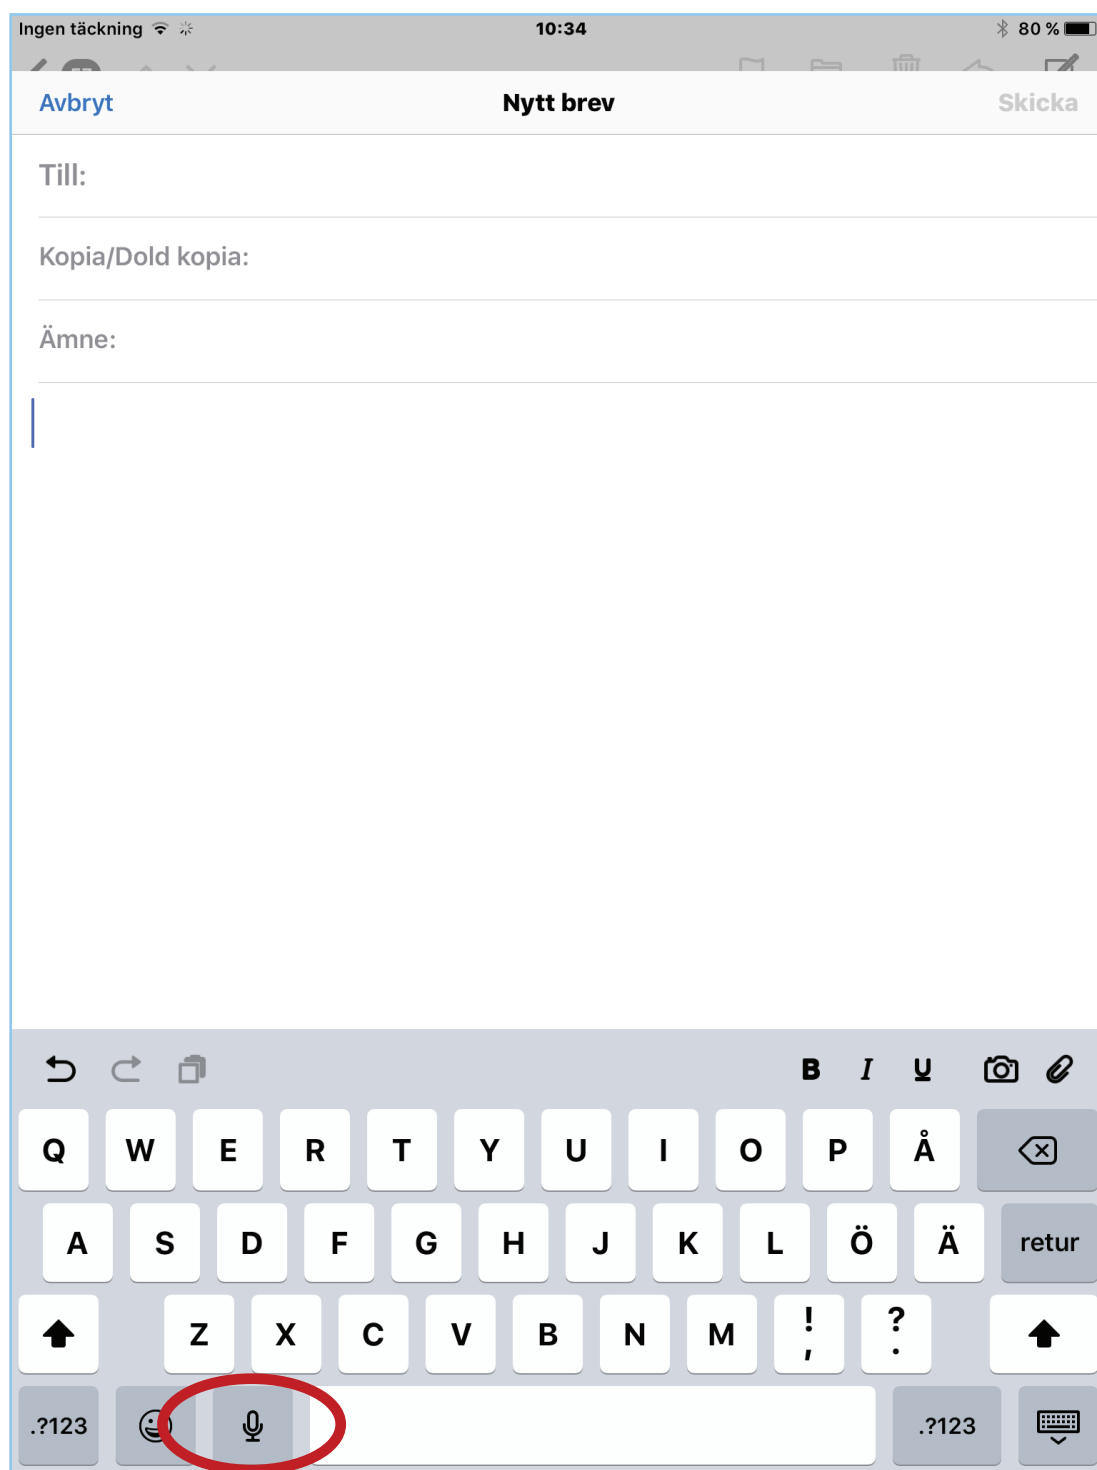 Ingen täckning 10:34 80 %
Avbryt Nytt brev Skicka
Till:
Kopia/Dold kopia:
Ämne:
B I U
Q W E R T Y U I O P Å
A S D F G H J K L Ö Ä retur
Z X C V B N M ! , ? .
.?123 .?123